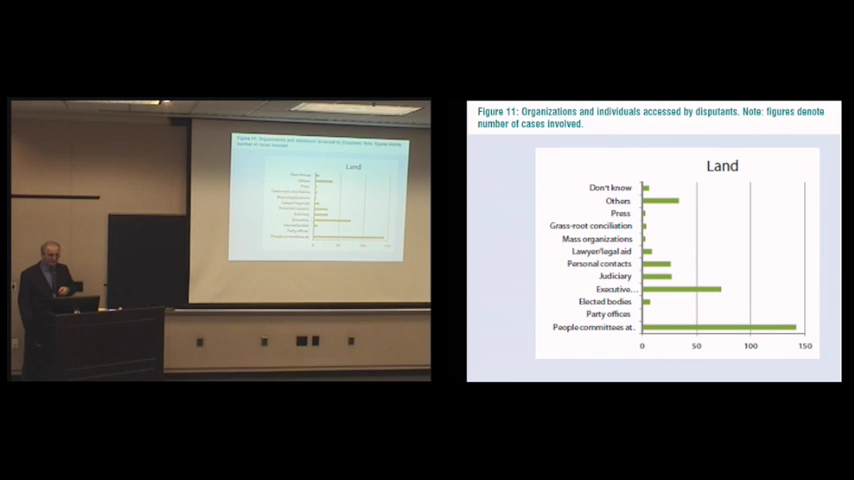 Figure 11: Organizations and individuals accessed by disputants. Note: figures denote
number of cases involved.
Land
Don't know
Others
Press
Grass-root conciliation
Mass organizations
Lawyer/legal aid
Personal contacts
Judiciary
Executive...
Elected bodies
Party offices
People committees at.
0 50 100 150